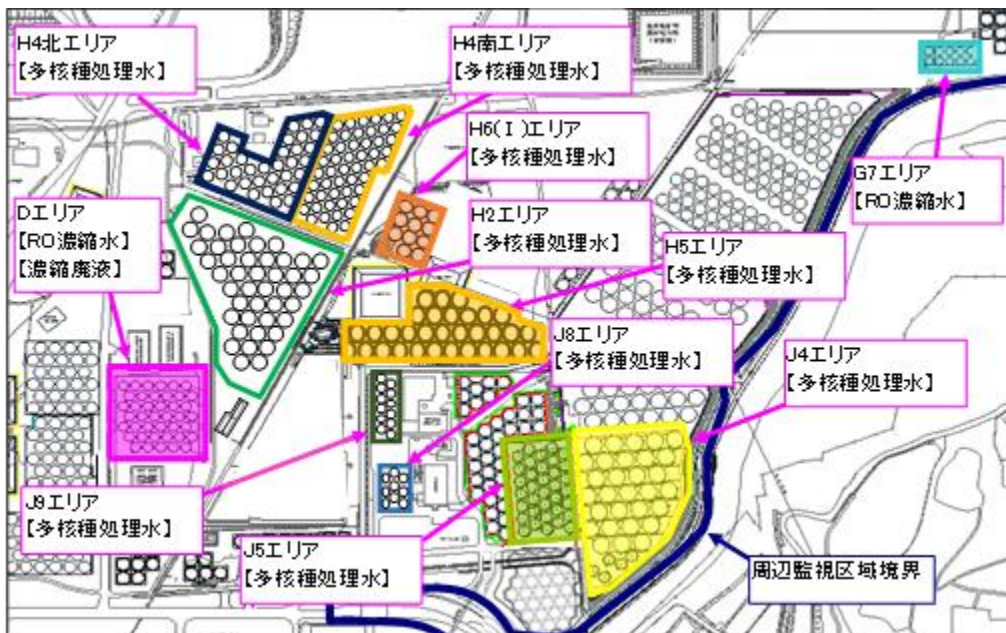 H4北エリア
【多核種処理水】
H4南エリア
【多核種処理水】
H6(Ⅰ)エリア
【多核種処理水】
G7エリア
【RO濃縮水】
Dエリア
【RO濃縮水】
【濃縮廃液】
H2エリア
【多核種処理水】
H5エリア
【多核種処理水】
J8エリア
【多核種処理水】
J4エリア
【多核種処理水】
J9エリア
【多核種処理水】
J5エリア
【多核種処理水】
周辺監視区域境界